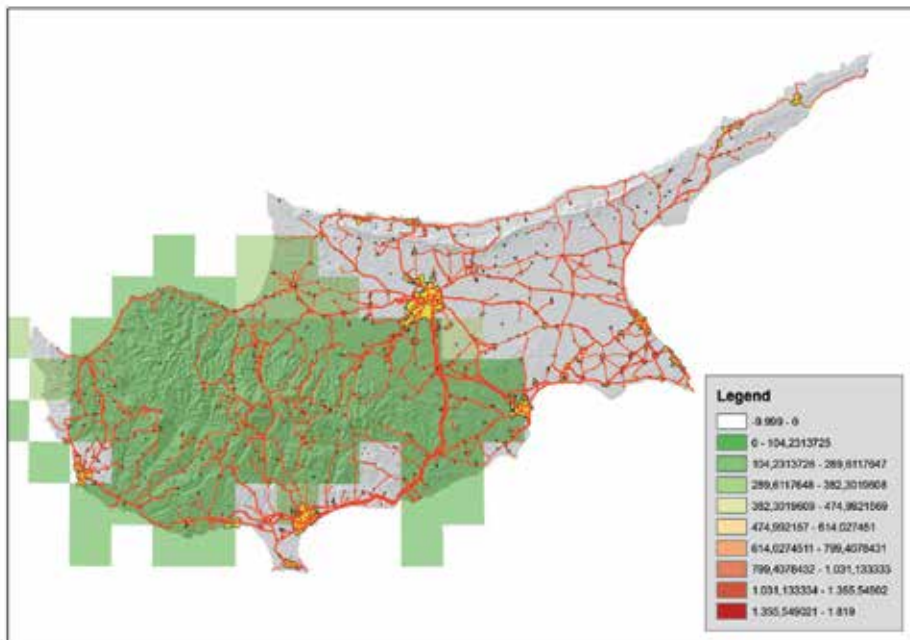 Legend
-9.999 - 0
0 - 104,2313725
104,2313726 - 289,6117647
289,6117648 - 382,3019608
382,3019609 - 474,9921569
474,992157 - 614,027451
614,0274511 - 799,4078431
799,4078432 - 1.031,133333
1.031,133334 - 1.355,54902
1.355,549021 - 1.819